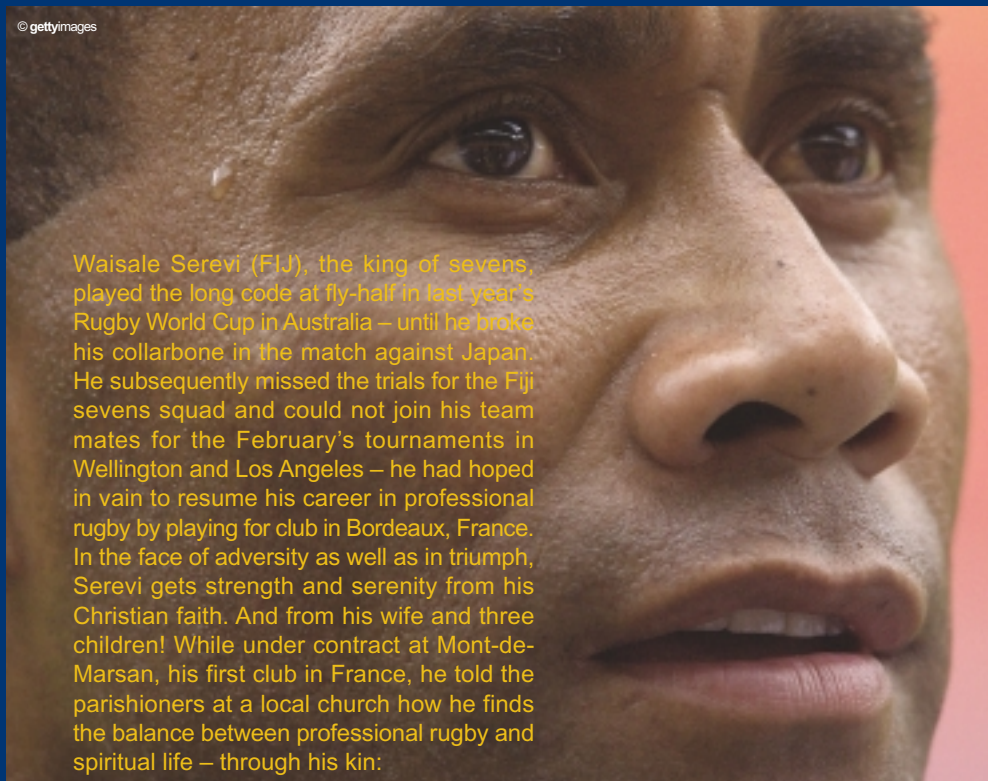 © gettyimages
Waisale Serevi (FIJ), the king of sevens,
played the long code at fly-half in last year's
Rugby World Cup in Australia – until he broke
his collarbone in the match against Japan.
He subsequently missed the trials for the Fiji
sevens squad and could not join his team
mates for the February's tournaments in
Wellington and Los Angeles – he had hoped
in vain to resume his career in professional
rugby by playing for club in Bordeaux, France.
In the face of adversity as well as in triumph,
Serevi gets strength and serenity from his
Christian faith. And from his wife and three
children! While under contract at Mont-de-
Marsan, his first club in France, he told the
parishioners at a local church how he finds
the balance between professional rugby and
spiritual life – through his kin: